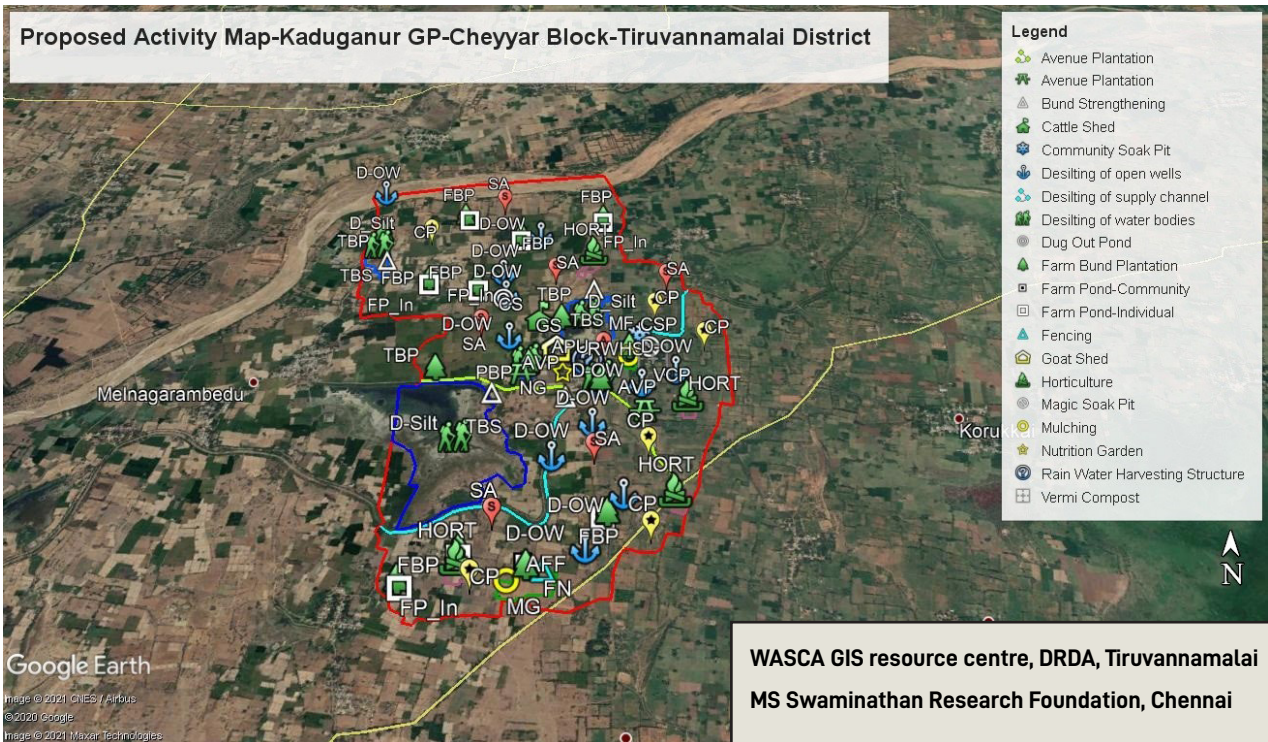 Proposed Activity Map-Kaduganur GP-Cheyyar Block-Tiruvannamalai District
Legend
Avenue Plantation
Avenue Plantation
Bund Strengthening
Cattle Shed
Community Soak Pit
Desilting of open wells
Desilting of supply channel
Desilting of water bodies
Dug Out Pond
Farm Bund Plantation
Farm Pond-Community
Farm Pond-Individual
Fencing
Goat Shed
Horticulture
Magic Soak Pit
Mulching
Nutrition Garden
Rain Water Harvesting Structure
Vermi Compost
D-OW
SA
FBP
FBP
D_Silt
CP
D-OW
HORT
TBP
FBP
FP_In
D-OW
SA
SA
TBS
FBP
FBP
D-OW
TBP
D_Silt
CP
FP_In
FP_In
CS
D-OW
GS
TBS
MF
CSP
CP
SA
D-OW
TBP
PBP
AVP
D-OW
VCP
HORT
NG
AVP
Melnagarambedu
D-OW
CP
D-Silt
TBS
D-OW
SA
Korukkai
HORT
SA
D-OW
CP
HORT
D-OW
FBP
FBP
CP
AFF
FN
FP_In
MG
N
Google Earth
Image © 2021 CNES / Airbus
©2020 Google
Image © 2021 Maxar Technologies
WASCA GIS resource centre, DRDA, Tiruvannamalai
MS Swaminathan Research Foundation, Chennai